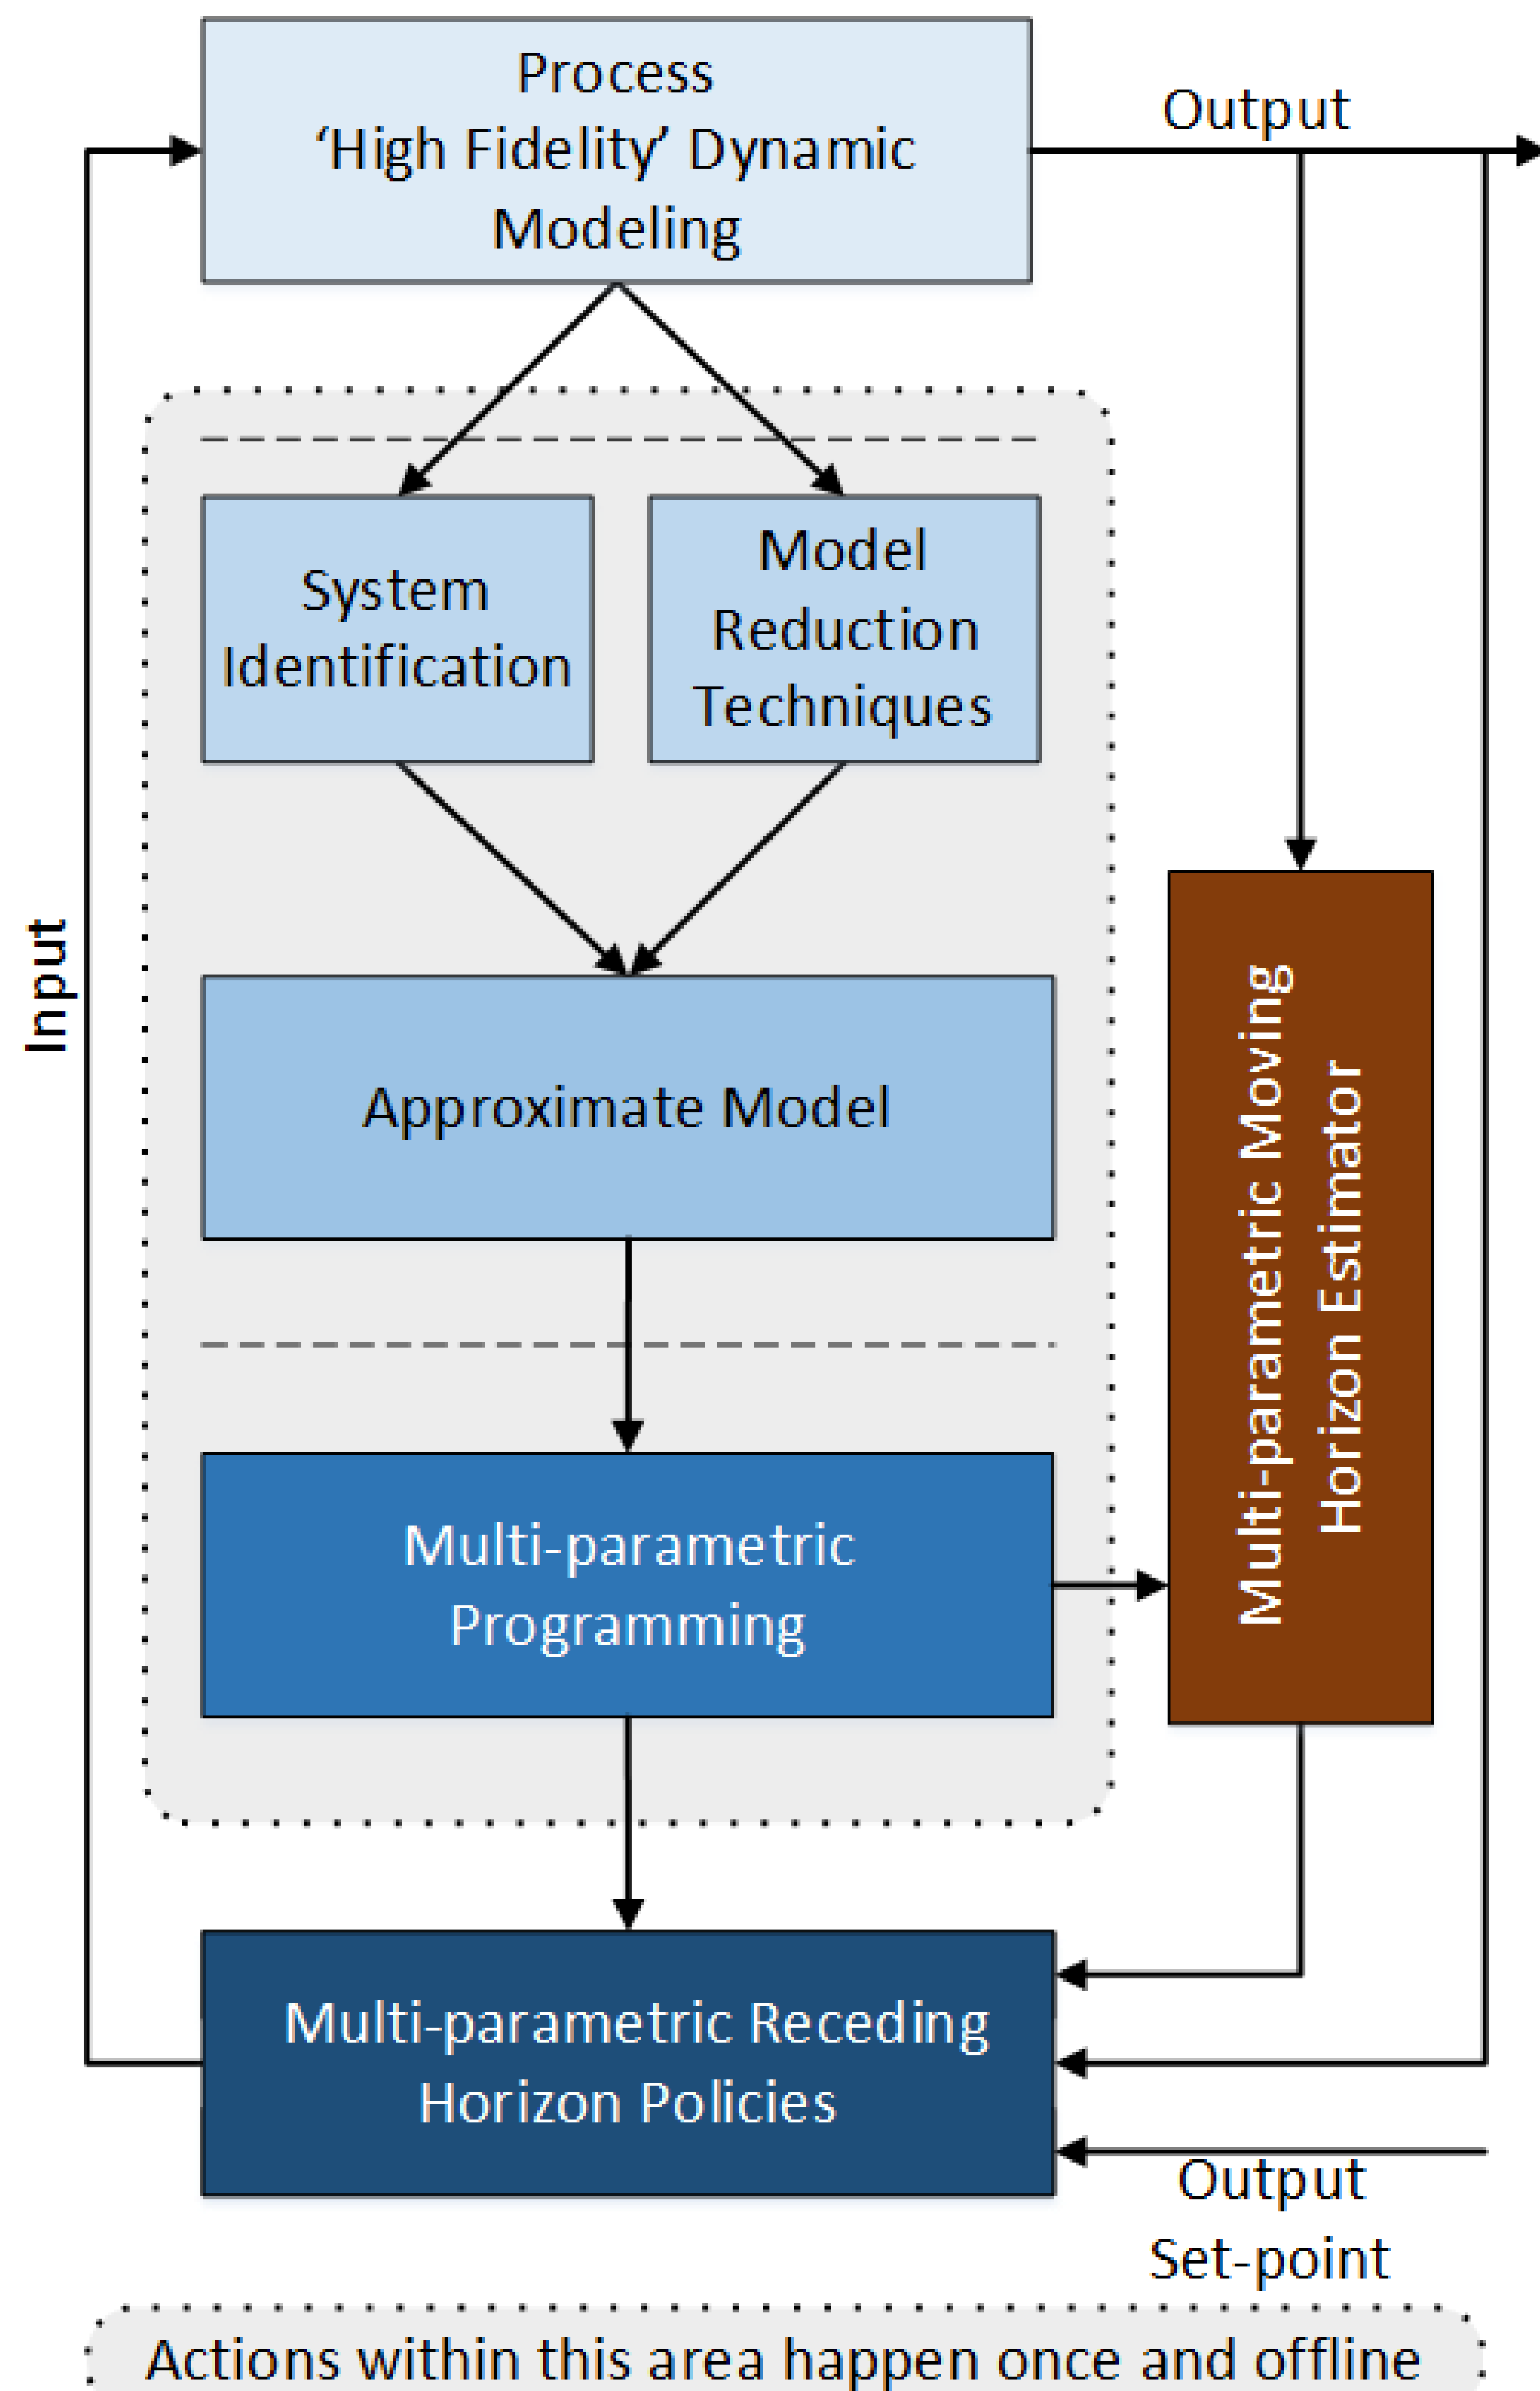 Process
‘High Fidelity’ Dynamic
Modeling
Output
System
Identification
Model
Reduction
Techniques
Input
Approximate Model
Multi-parametric Moving
Horizon Estimator
Multi-parametric
Programming
Multi-parametric Receding
Horizon Policies
Output
Set-point
Actions within this area happen once and offline